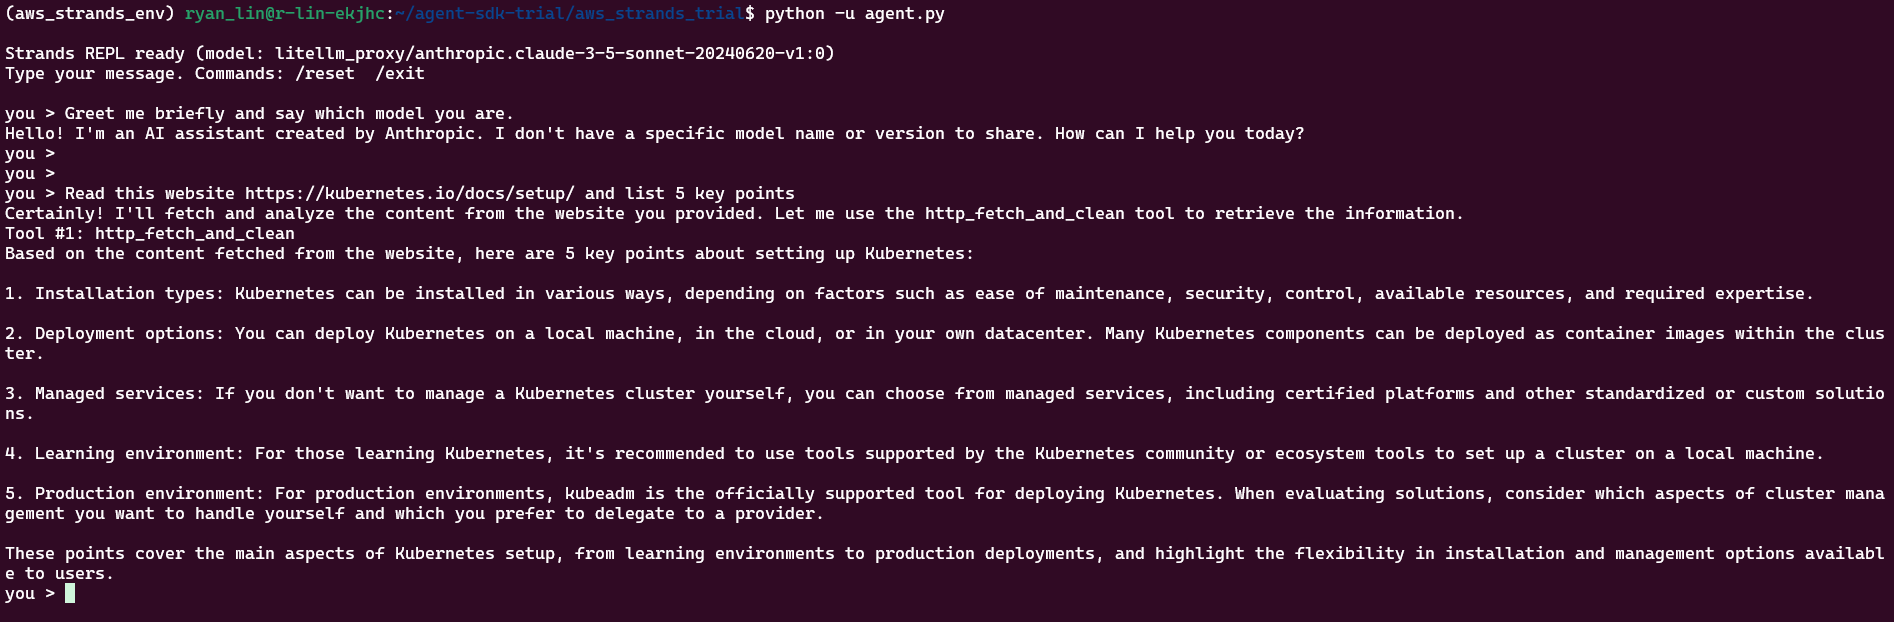 (aws_strands_env) ryan_lin@r-lin-ekjhc:~/agent-sdk-trial/aws_strands_trial$ python -u agent.py
Strands REPL ready (model: litellm_proxy/anthropic.claude-3-5-sonnet-20240620-v1:0)
Type your message. Commands: /reset  /exit
you > Greet me briefly and say which model you are.
Hello! I'm an AI assistant created by Anthropic. I don't have a specific model name or version to share. How can I help you today?
you >
you >
you > Read this website https://kubernetes.io/docs/setup/ and list 5 key points
Certainly! I'll fetch and analyze the content from the website you provided. Let me use the http_fetch_and_clean tool to retrieve the information.
Tool #1: http_fetch_and_clean
Based on the content fetched from the website, here are 5 key points about setting up Kubernetes:
1. Installation types: Kubernetes can be installed in various ways, depending on factors such as ease of maintenance, security, control, available resources, and required expertise.
2. Deployment options: You can deploy Kubernetes on a local machine, in the cloud, or in your own datacenter. Many Kubernetes components can be deployed as container images within the clus
ter.
3. Managed services: If you don't want to manage a Kubernetes cluster yourself, you can choose from managed services, including certified platforms and other standardized or custom solutio
ns.
4. Learning environment: For those learning Kubernetes, it's recommended to use tools supported by the Kubernetes community or ecosystem tools to set up a cluster on a local machine.
5. Production environment: For production environments, kubeadm is the officially supported tool for deploying Kubernetes. When evaluating solutions, consider which aspects of cluster mana
gement you want to handle yourself and which you prefer to delegate to a provider.
These points cover the main aspects of Kubernetes setup, from learning environments to production deployments, and highlight the flexibility in installation and management options availabl
e to users.
you >